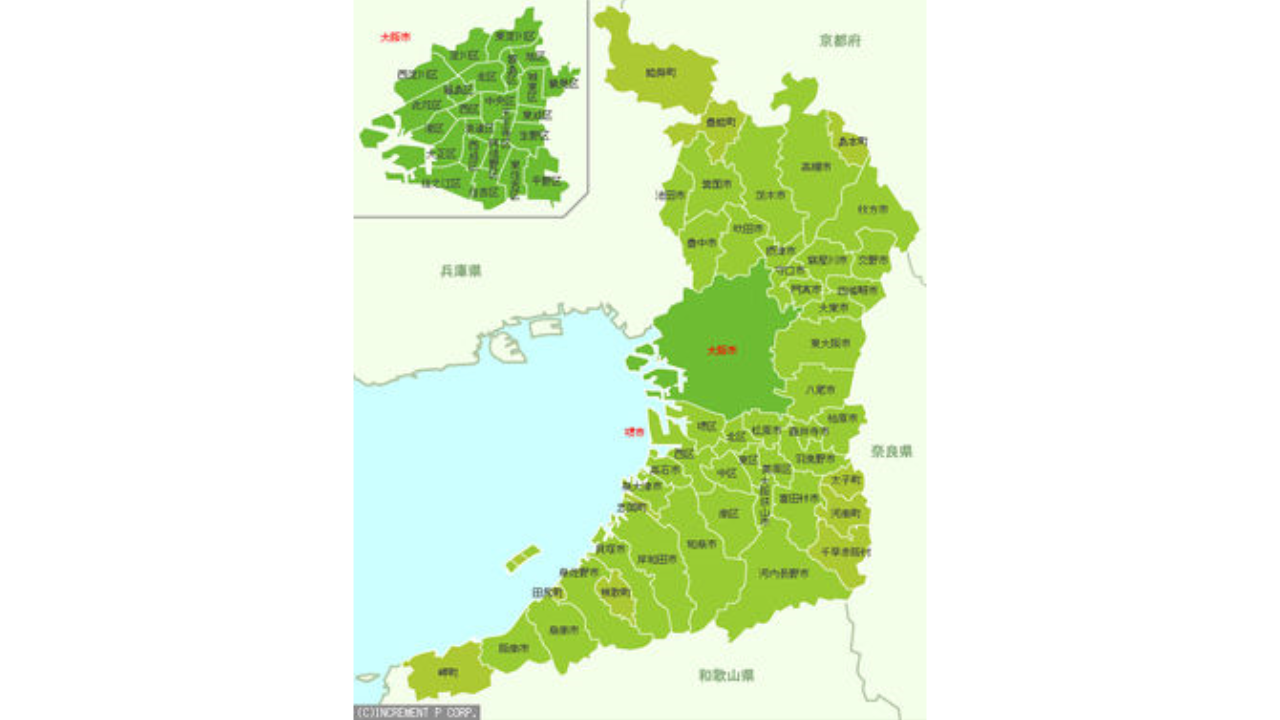 大阪市
東淀川区
淀川区
旭区
西淀川区
北区
都島区
城東区
鶴見区
福島区
此花区
西区
中央区
東成区
港区
浪速区
天王寺区
生野区
大正区
西成区
阿倍野区
東住吉区
平野区
住之江区
住吉区
京都府
能勢町
豊能町
島本町
高槻市
箕面市
池田市
茨木市
枚方市
吹田市
豊中市
摂津市
寝屋川市
交野市
守口市
門真市
四條畷市
大東市
兵庫県
東大阪市
大阪市
八尾市
柏原市
堺市
堺区
北区
松原市
藤井寺市
奈良県
西区
東区
羽曳野市
高石市
中区
美原区
太子町
泉大津市
大阪狭山市
富田林市
忠岡町
南区
河南町
貝塚市
岸和田市
和泉市
千早赤阪村
泉佐野市
河内長野市
田尻町
熊取町
泉南市
阪南市
岬町
和歌山県
(C)INCREMENT P CORP.